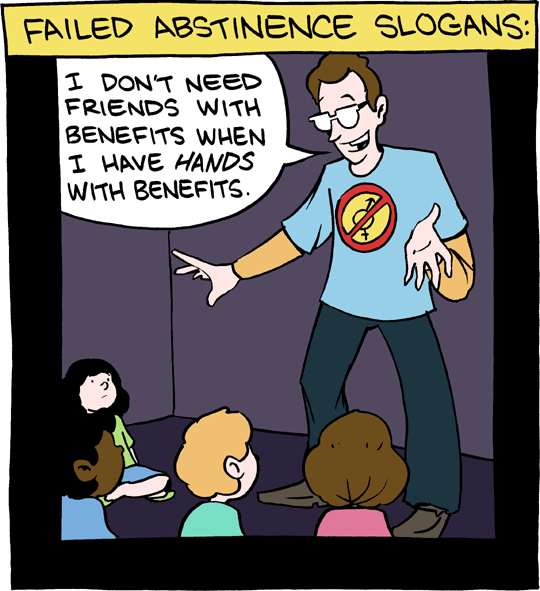 FAILED ABSTINENCE SLOGANS:
I DON'T NEED
FRIENDS WITH
BENEFITS WHEN
I HAVE HANDS
WITH BENEFITS.